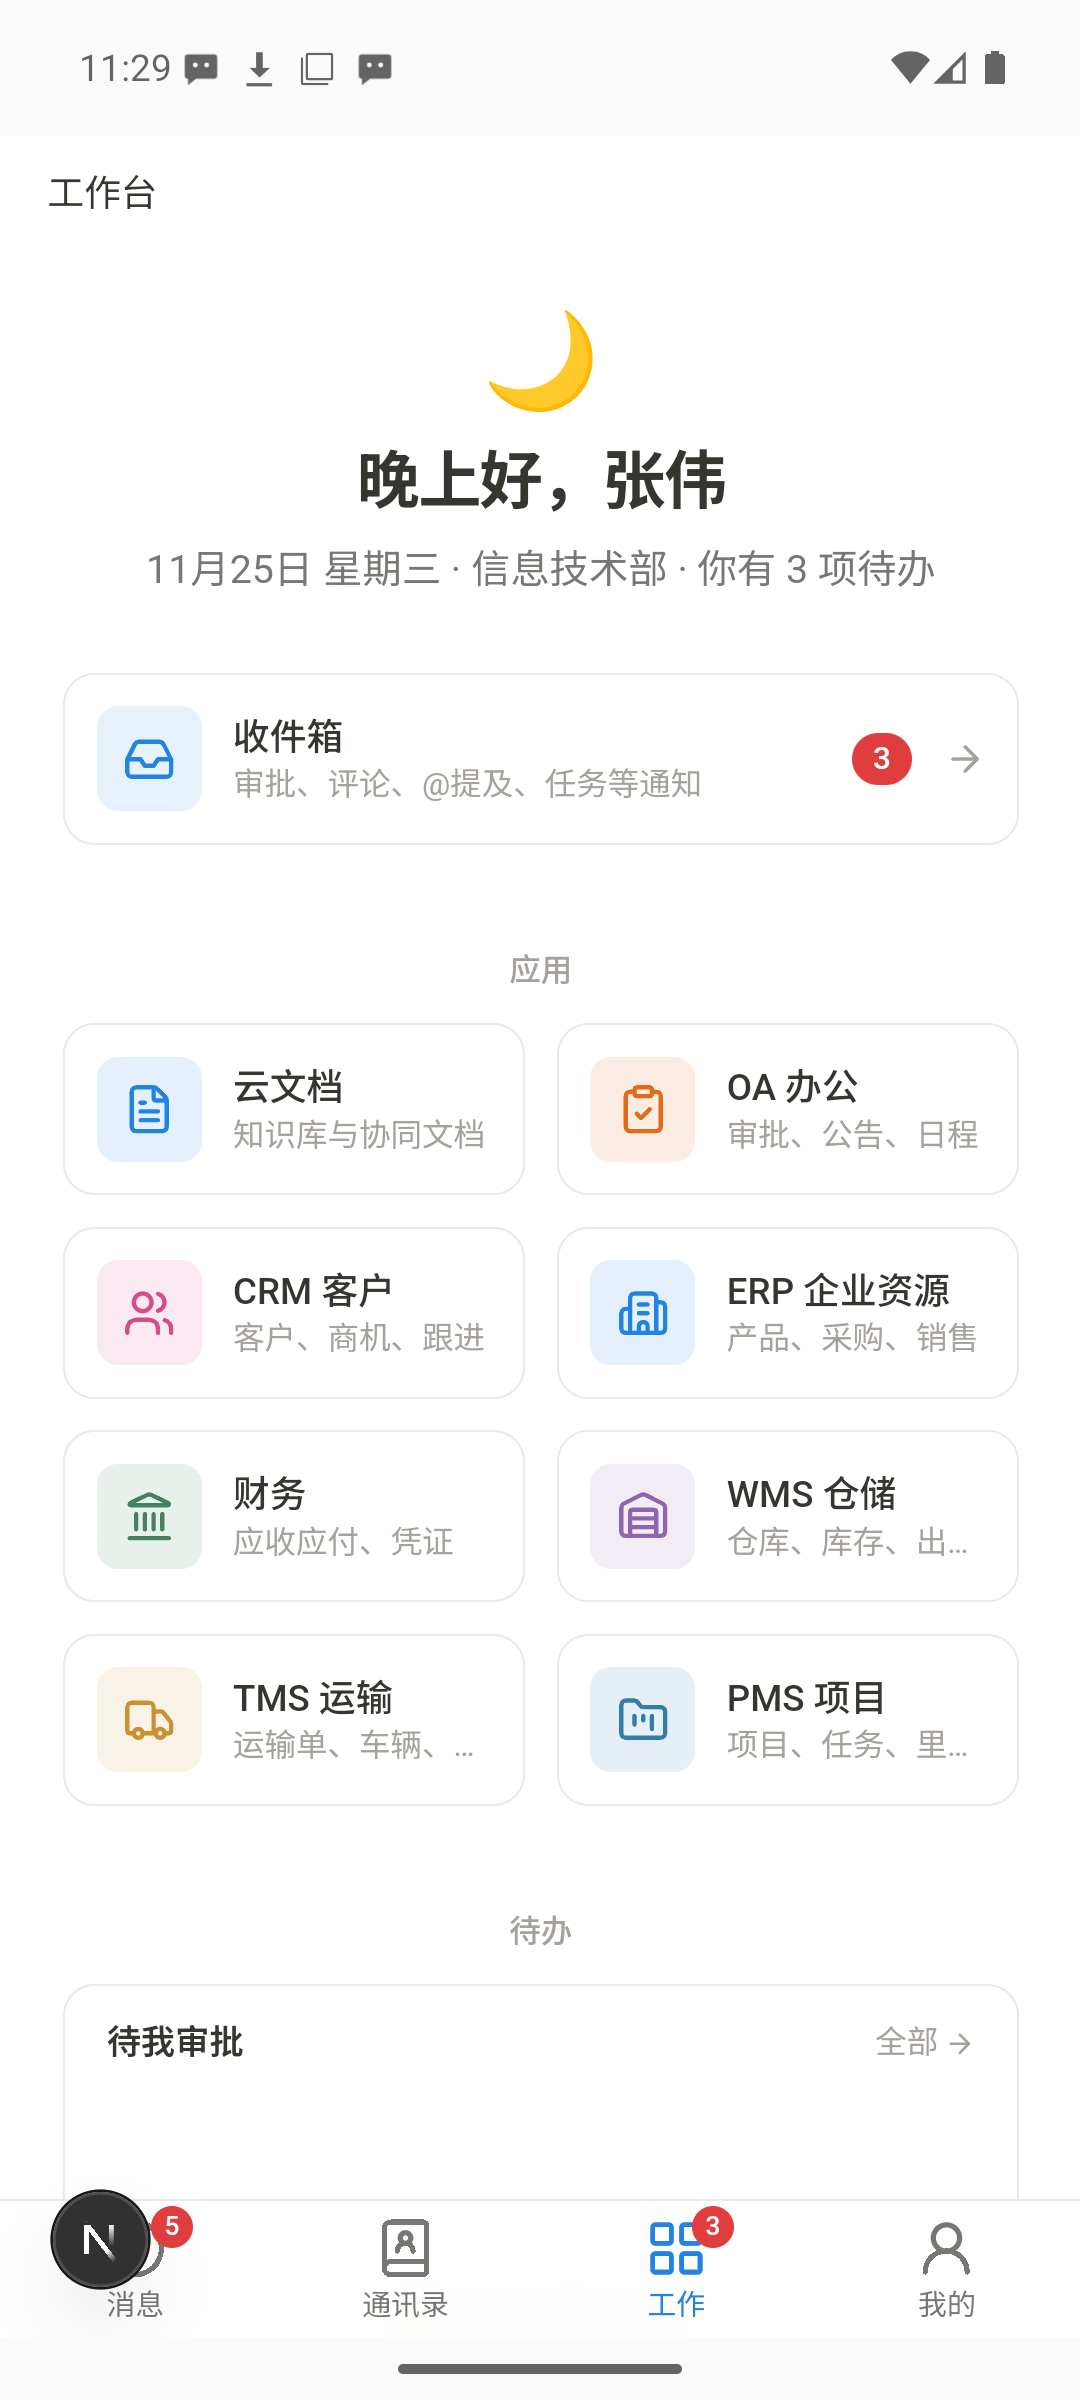 11:29
工作台
晚上好，张伟
11月25日 星期三 · 信息技术部 · 你有 3 项待办
收件箱
审批、评论、@提及、任务等通知
3
应用
云文档
知识库与协同文档
OA 办公
审批、公告、日程
CRM 客户
客户、商机、跟进
ERP 企业资源
产品、采购、销售
财务
应收应付、凭证
WMS 仓储
仓库、库存、出...
TMS 运输
运输单、车辆、...
PMS 项目
项目、任务、里...
待办
待我审批
全部
N
5
消息
通讯录
3
工作
我的